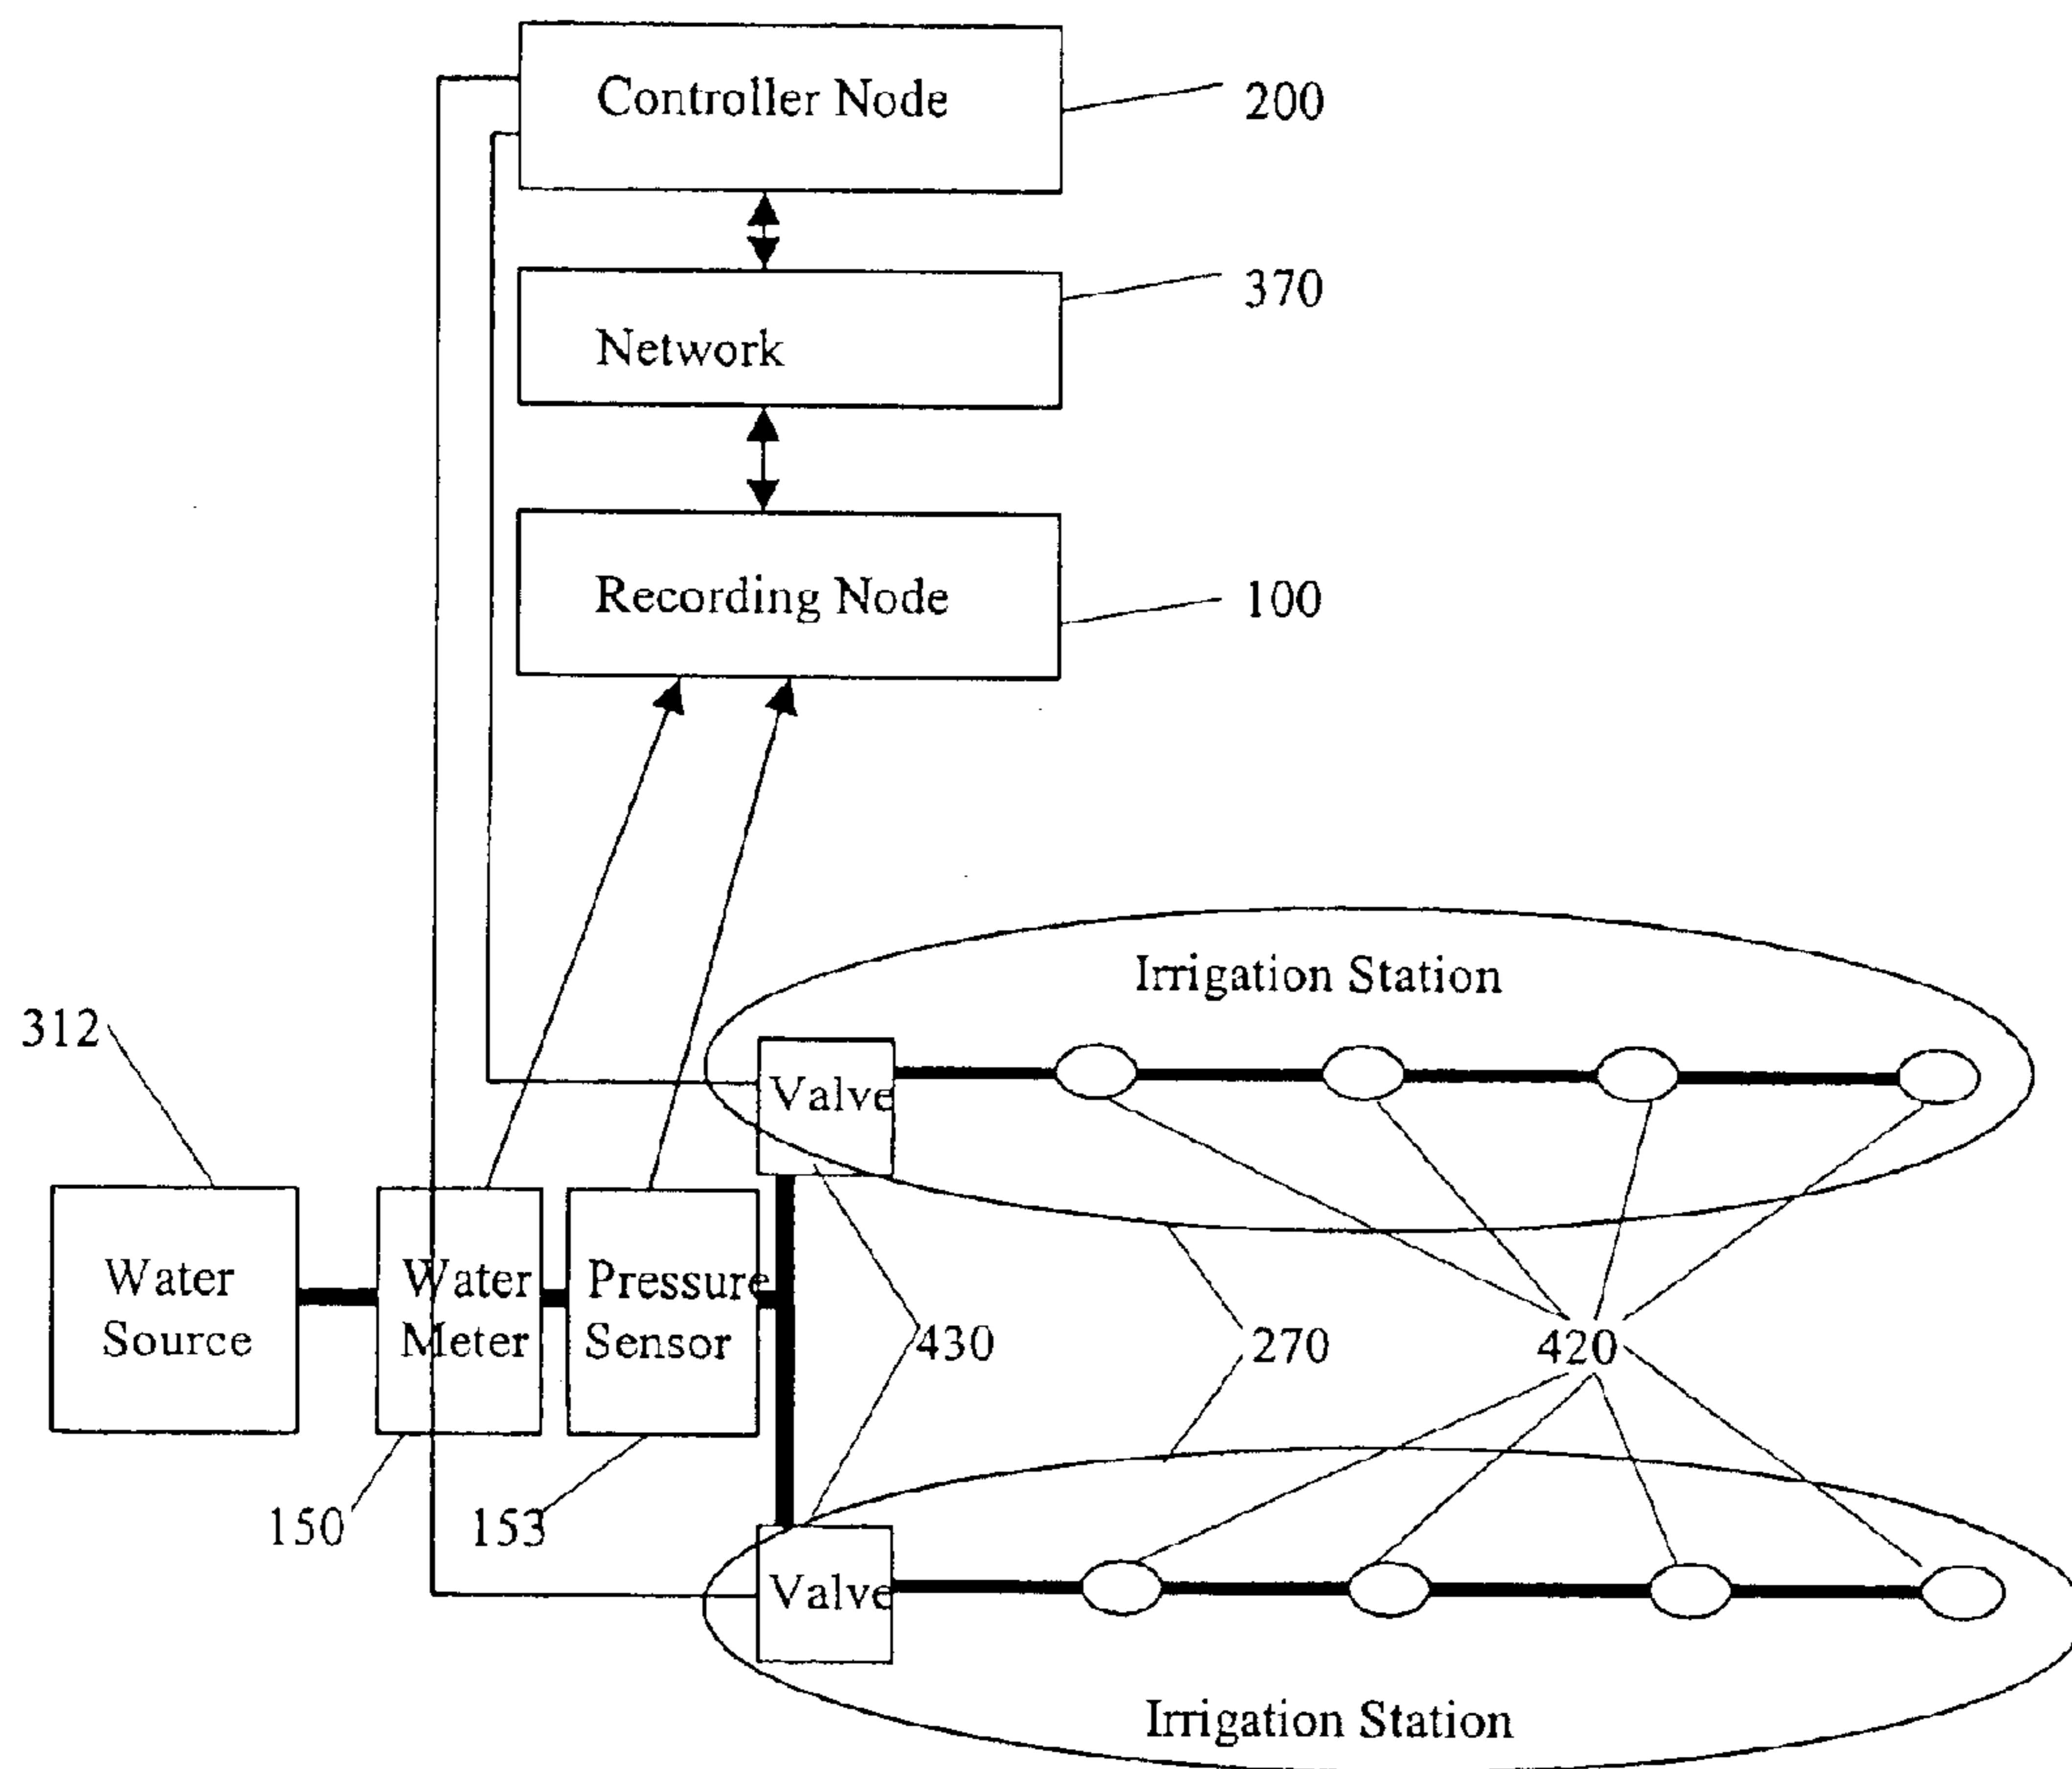 Controller Node
200
370
Network
Recording Node
100
Irrigation Station
312
Valve
Water
Source
Water
Meter
Pressure
Sensor
430
270
420
150
153
Valve
Irrigation Station